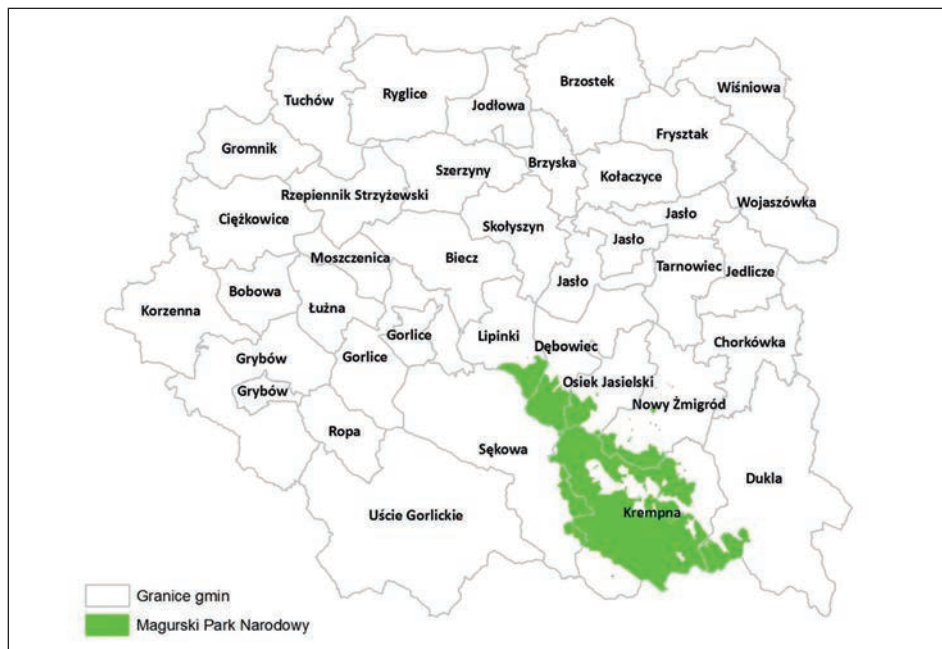 Brzostek
Wiśniowa
Ryglice
Tuchów
Jodłowa
Frysztak
Gromnik
Brzyska
Szerzyny
Kołaczyce
Rzepiennik Strzyżewski
Wojaszówka
Jasło
Ciężkowice
Skołyszyn
Jasło
Moszczenica
Biecz
Tarnowiec
Jedlicze
Jasło
Bobowa
Korzenna
Łużna
Gorlice
Lipinki
Chorkówka
Dębowiec
Grybów
Gorlice
Osiek Jasielski
Grybów
Nowy Żmigród
Ropa
Sękowa
Dukla
Uście Gorlickie
Krempna
Granice gmin
Magurski Park Narodowy